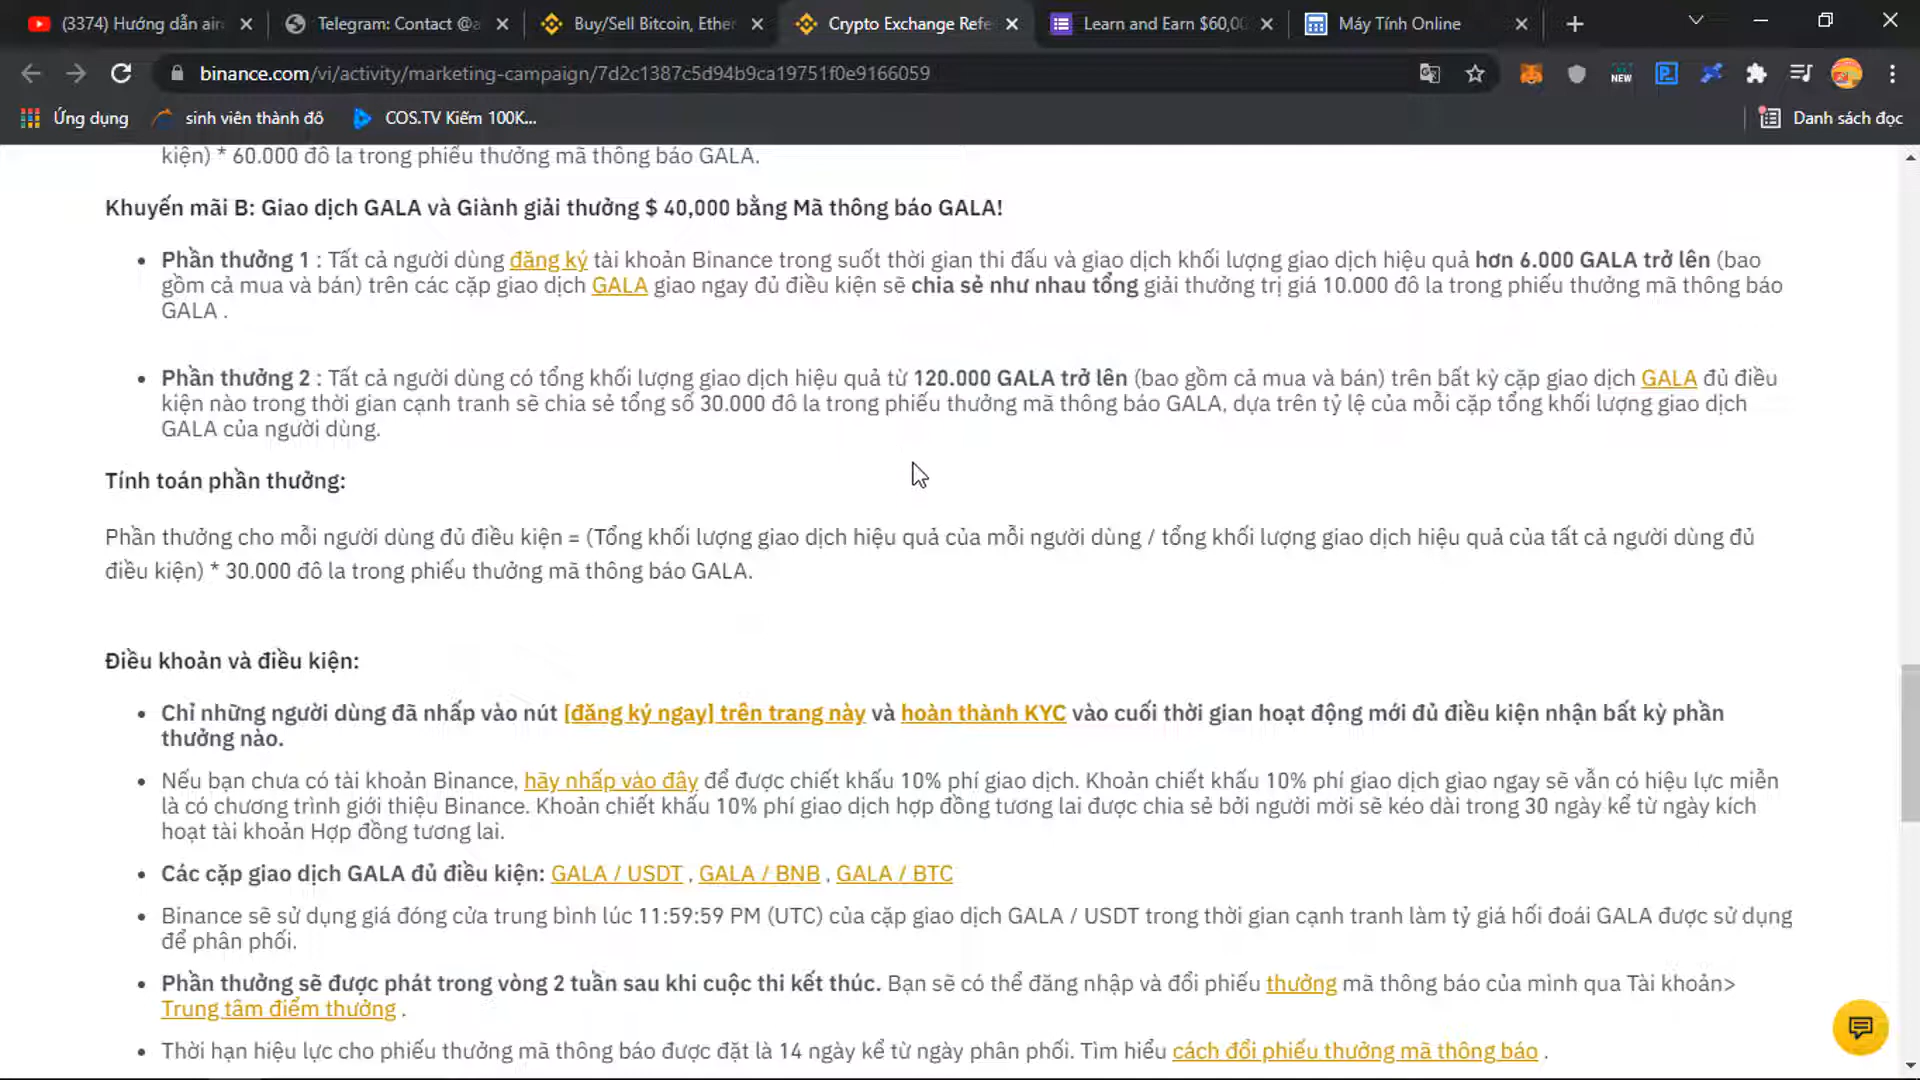 (3374) Hướng dẫn air
Telegram: Contact @a
Buy/Sell Bitcoin, Ether
Crypto Exchange Refe
Learn and Earn $60,00
Máy Tính Online
binance.com/vi/activity/marketing-campaign/7d2c1387c5d94b9ca19751f0e9166059
NEW
Ứng dụng
sinh viên thành đô
COS.TV Kiếm 100K...
Danh sách đọc
kiện) * 60.000 đô la trong phiếu thưởng mã thông báo GALA.
Khuyến mãi B: Giao dịch GALA và Giành giải thưởng $ 40,000 bằng Mã thông báo GALA!
• Phần thưởng 1 : Tất cả người dùng đăng ký tài khoản Binance trong suốt thời gian thi đấu và giao dịch khối lượng giao dịch hiệu quả hơn 6.000 GALA trở lên (bao
gồm cả mua và bán) trên các cặp giao dịch GALA giao ngay đủ điều kiện sẽ chia sẻ như nhau tổng giải thưởng trị giá 10.000 đô la trong phiếu thưởng mã thông báo
GALA .
• Phần thưởng 2 : Tất cả người dùng có tổng khối lượng giao dịch hiệu quả từ 120.000 GALA trở lên (bao gồm cả mua và bán) trên bất kỳ cặp giao dịch GALA đủ điều
kiện nào trong thời gian cạnh tranh sẽ chia sẻ tổng số 30.000 đô la trong phiếu thưởng mã thông báo GALA, dựa trên tỷ lệ của mỗi cặp tổng khối lượng giao dịch
GALA của người dùng.
Tính toán phần thưởng:
Phần thưởng cho mỗi người dùng đủ điều kiện = (Tổng khối lượng giao dịch hiệu quả của mỗi người dùng / tổng khối lượng giao dịch hiệu quả của tất cả người dùng đủ
điều kiện) * 30.000 đô la trong phiếu thưởng mã thông báo GALA.
Điều khoản và điều kiện:
• Chỉ những người dùng đã nhấp vào nút [đăng ký ngay] trên trang này và hoàn thành KYC vào cuối thời gian hoạt động mới đủ điều kiện nhận bất kỳ phần
thưởng nào.
• Nếu bạn chưa có tài khoản Binance, hãy nhấp vào đây để được chiết khấu 10% phí giao dịch. Khoản chiết khấu 10% phí giao dịch giao ngay sẽ vẫn có hiệu lực miễn
là có chương trình giới thiệu Binance. Khoản chiết khấu 10% phí giao dịch hợp đồng tương lai được chia sẻ bởi người mời sẽ kéo dài trong 30 ngày kể từ ngày kích
hoạt tài khoản Hợp đồng tương lai.
• Các cặp giao dịch GALA đủ điều kiện: GALA / USDT , GALA / BNB , GALA / BTC
• Binance sẽ sử dụng giá đóng cửa trung bình lúc 11:59:59 PM (UTC) của cặp giao dịch GALA / USDT trong thời gian cạnh tranh làm tỷ giá hối đoái GALA được sử dụng
để phân phối.
• Phần thưởng sẽ được phát trong vòng 2 tuần sau khi cuộc thi kết thúc. Bạn sẽ có thể đăng nhập và đổi phiếu thưởng mã thông báo của mình qua Tài khoản>
Trung tâm điểm thưởng .
• Thời hạn hiệu lực cho phiếu thưởng mã thông báo được đặt là 14 ngày kể từ ngày phân phối. Tìm hiểu cách đổi phiếu thưởng mã thông báo .